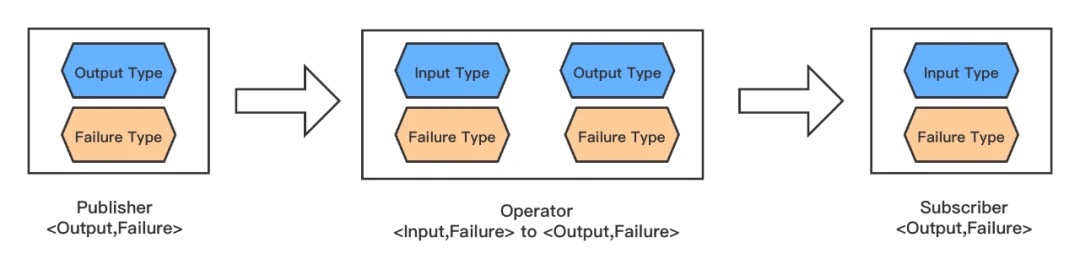 Output Type
Failure Type
Publisher
<Output,Failure>
Input Type
Output Type
Failure Type
Failure Type
Operator
<Input,Failure> to <Output,Failure>
Input Type
Failure Type
Subscriber
<Output,Failure>